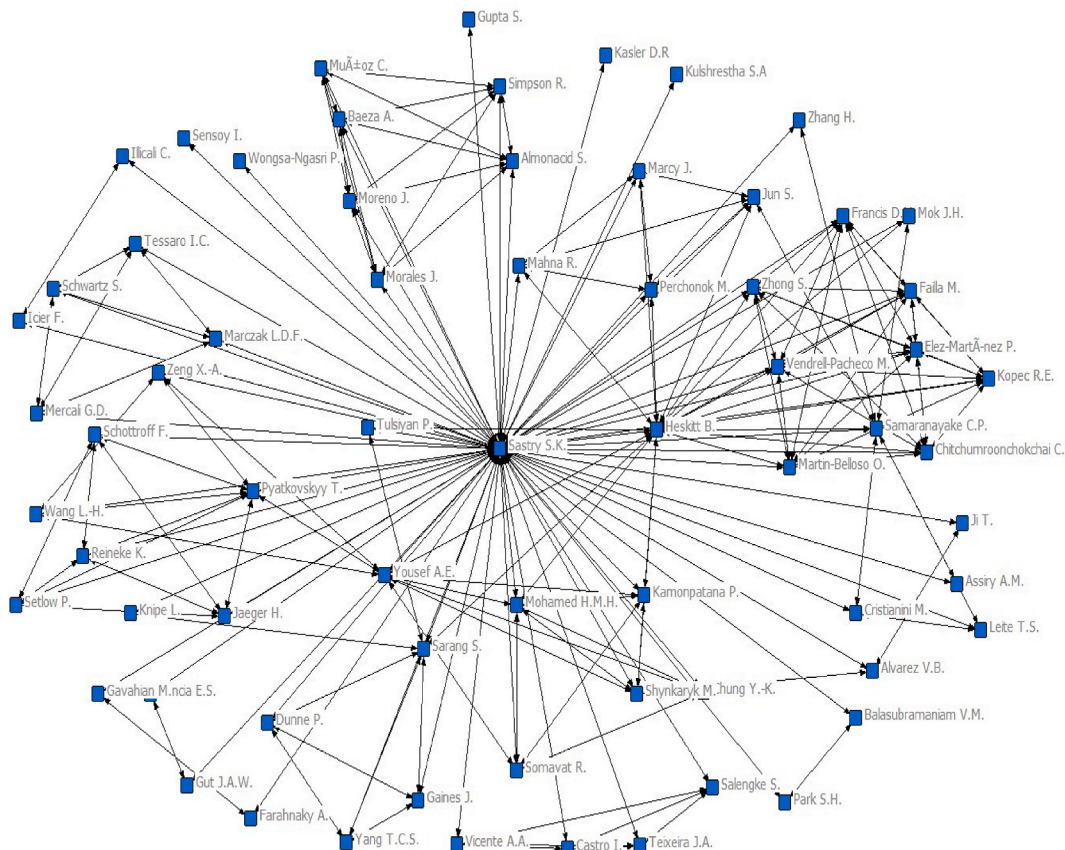 Gupta S.
Kasler D.R
MuÃ±oz C.
Kulshrestha S.A
Simpson R.
Baeza A.
Zhang H.
Sensoy I.
Illicali C.
Wongsa-Ngasri P.
Almonacid S.
Marcy J.
Jun S.
Moreno J.
Francis D.
Mok J.H.
Tessaro I.C.
Mahna R.
Morales J.
Schwartz S.
Perchonok M.
Zhong S.
Faila M.
Icier F.
Marczak L.D.F.
Elez-MartÃ-nez P.
Vendrell-Pacheco M.
Zeng X.-A.
Kopec R.E.
Mercali G.D.
Tulsiyan P.
Heskitt B.
Samaranayake C.P.
Schottroff F.
Sastry S.K.
Chitchumroonchokchai C.
Martin-Belloso O.
Pyatkovskyy T.
Wang L.-H.
Ji T.
Reineke K.
Yousef A.E.
Assiry A.M.
Kamonpatana P.
Setlow P.
Knipe L.
Jaeger H.
Mohamed H.M.H.
Cristianini M.
Leite T.S.
Sarang S.
Alvarez V.B.
Gavahian M.
ncia E.S.
Shynkaryk M.
Chung Y.-K.
Dunne P.
Balasubramaniam V.M.
Somavat R.
Gut J.A.W.
Salengke S.
Gaines J.
Park S.H.
Farahnaky A.
Yang T.C.S.
Vicente A.A.
Castro I.
Teixeira J.A.